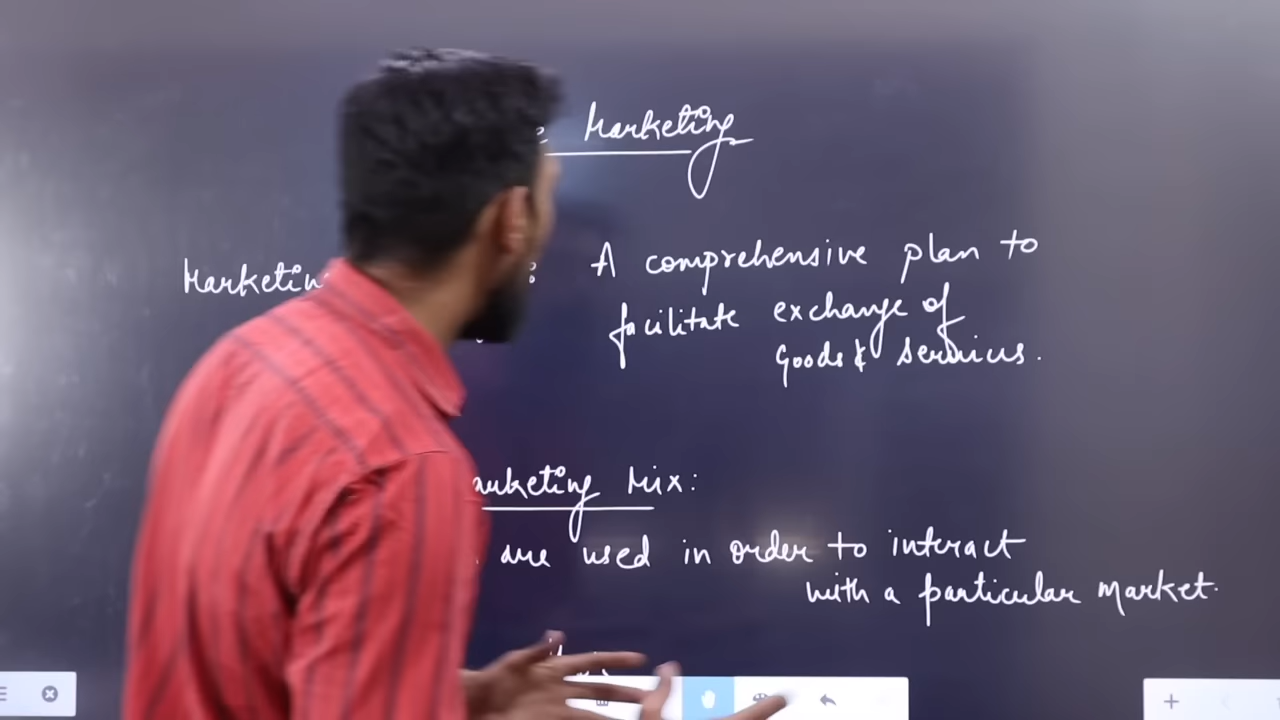 Marketing
Marketin : A comprehensive plan to
facilitate exchange of
Goods & Services.
arketing Mix:
are used in order to interact
with a particular market.